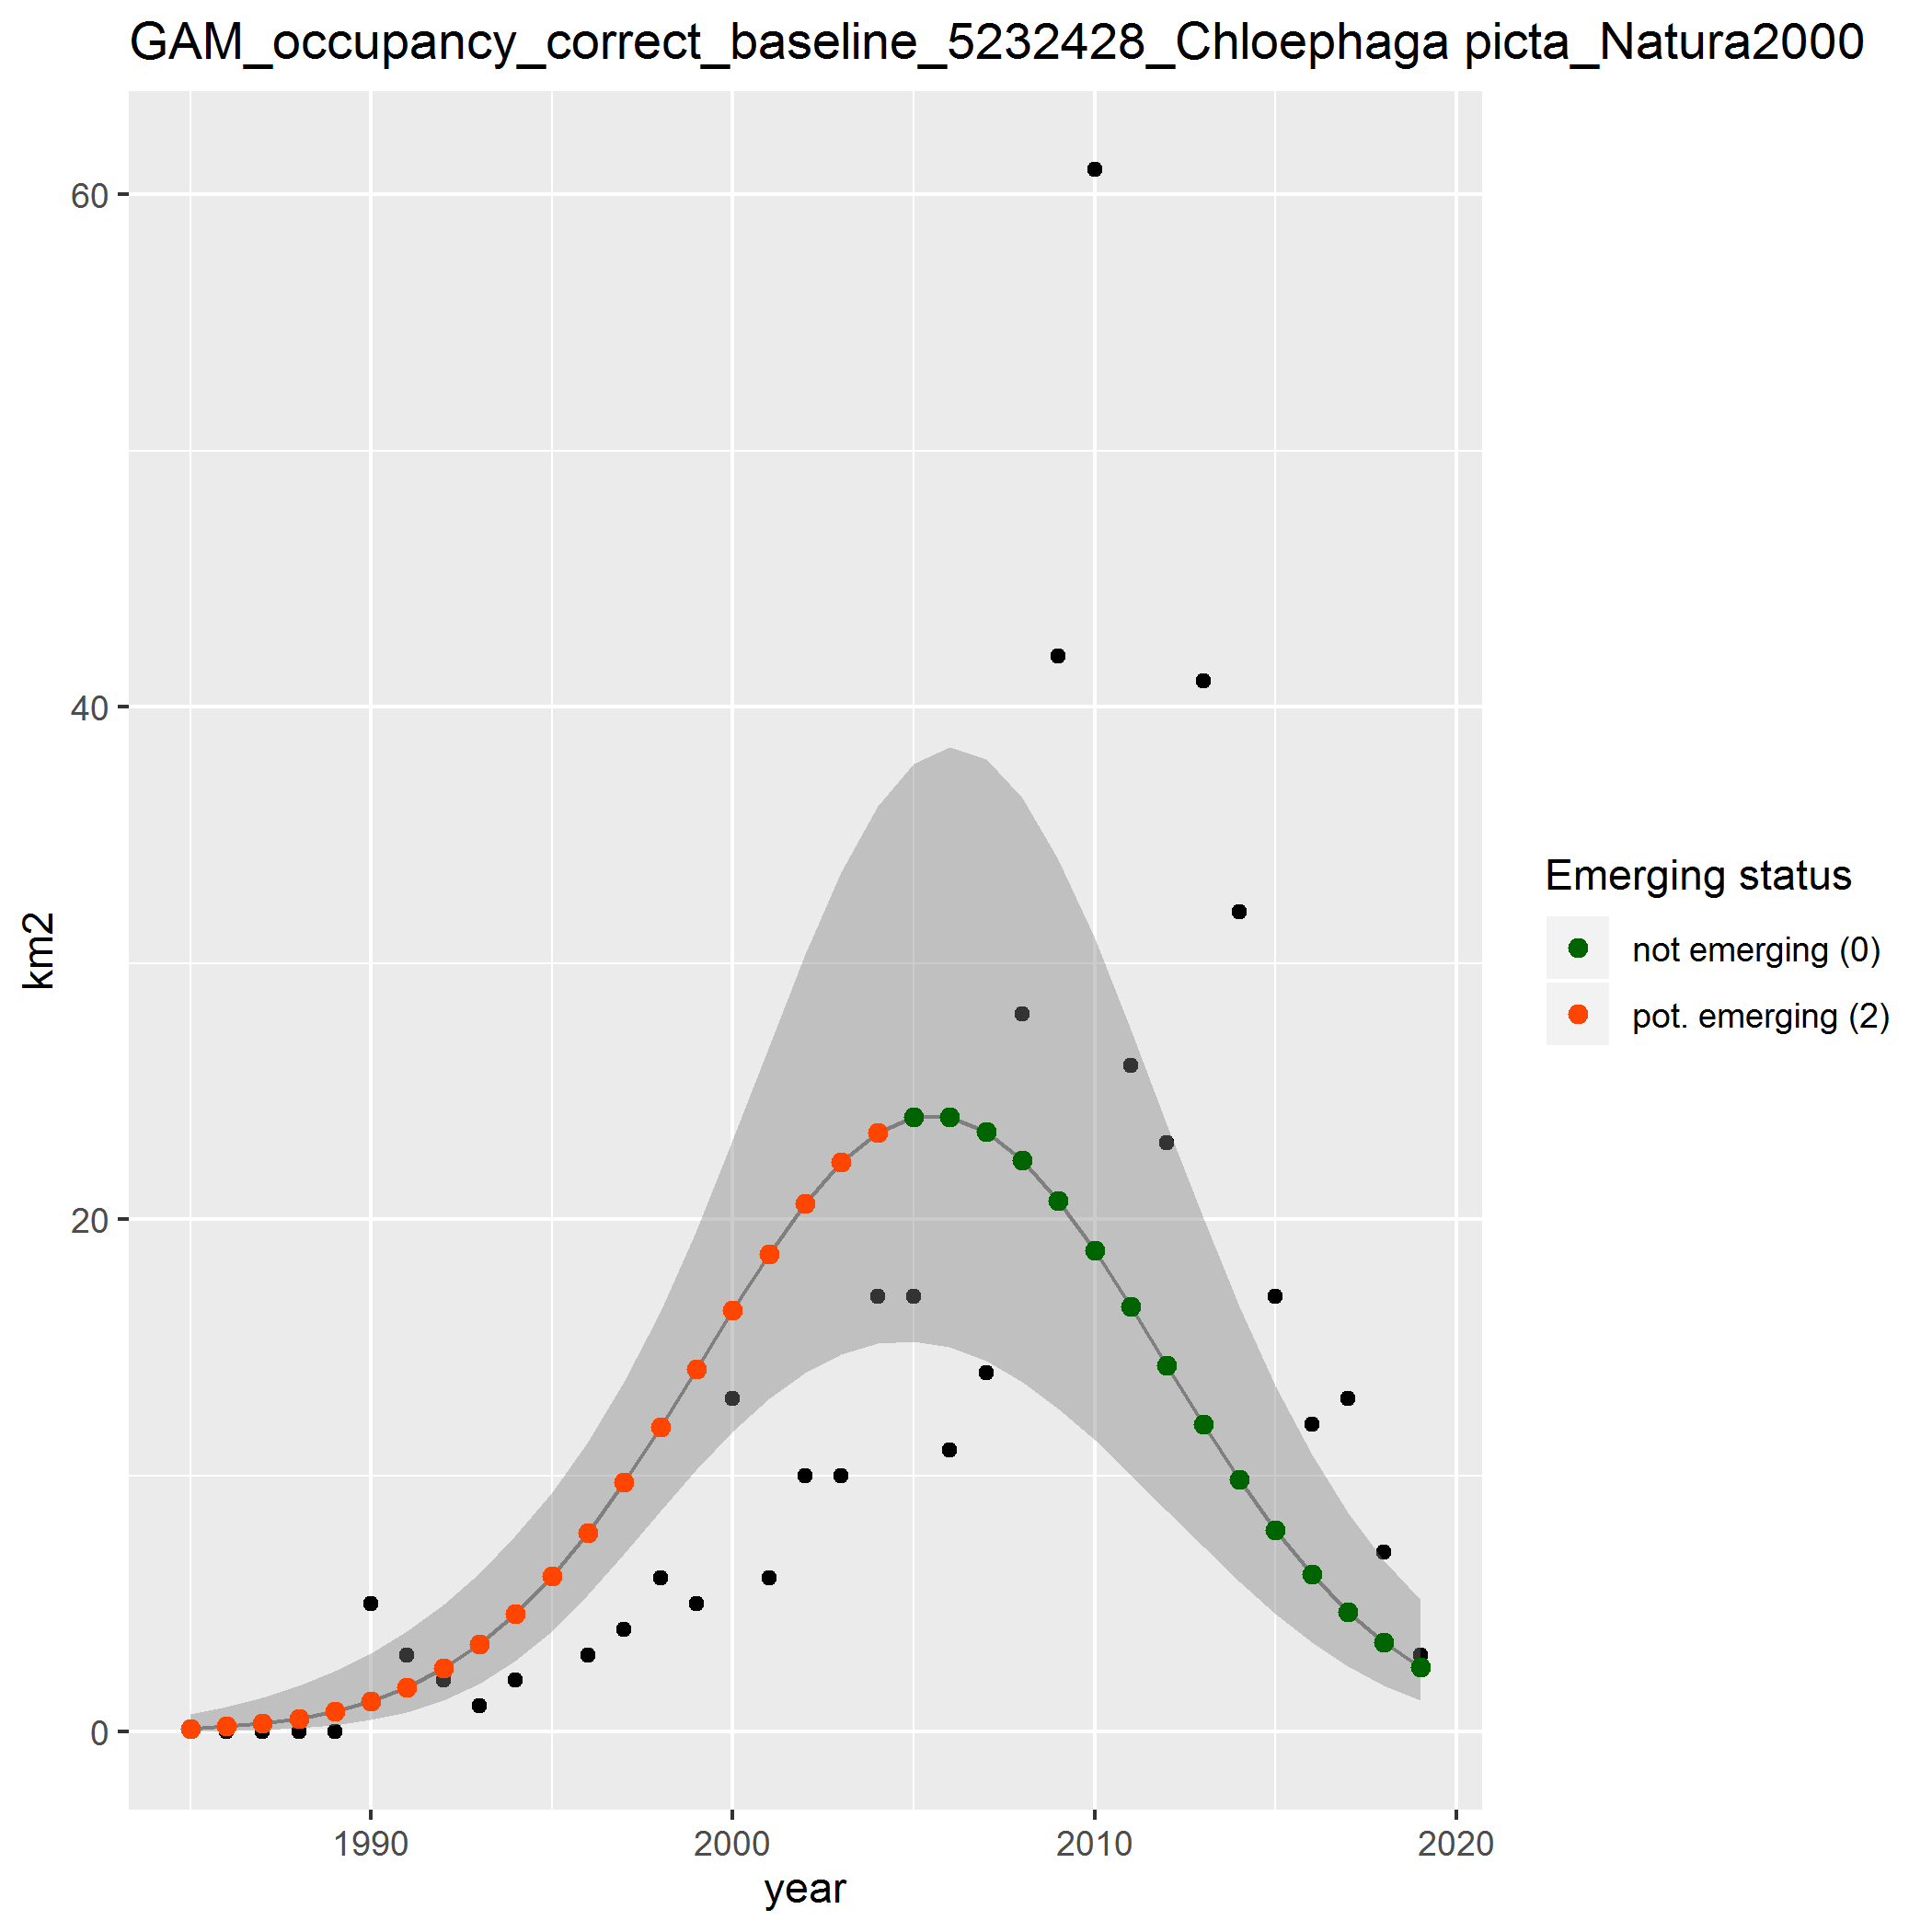 GAM_occupancy_correct_baseline_5232428_Chloephaga picta_Natura2000
60
40
20
0
km2
1990
2000
2010
2020
year
Emerging status
not emerging (0)
pot. emerging (2)